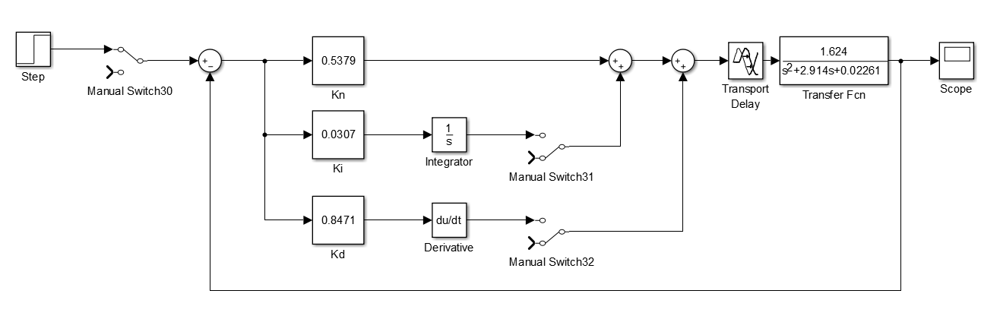 Step
Manual Switch30
+
−
0.5379
Kn
0.0307
Ki
0.8471
Kd
1
s
Integrator
du/dt
Derivative
Manual Switch31
Manual Switch32
+
+
+
+
Transport
Delay
1.624
s²+2.914s+0.02261
Transfer Fcn
Scope